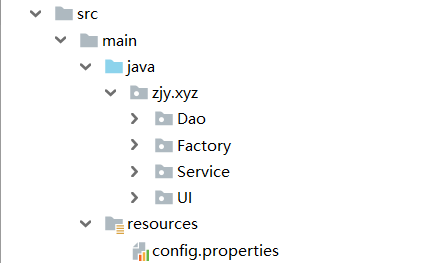 src
main
java
zjy.xyz
Dao
Factory
Service
UI
resources
config.properties